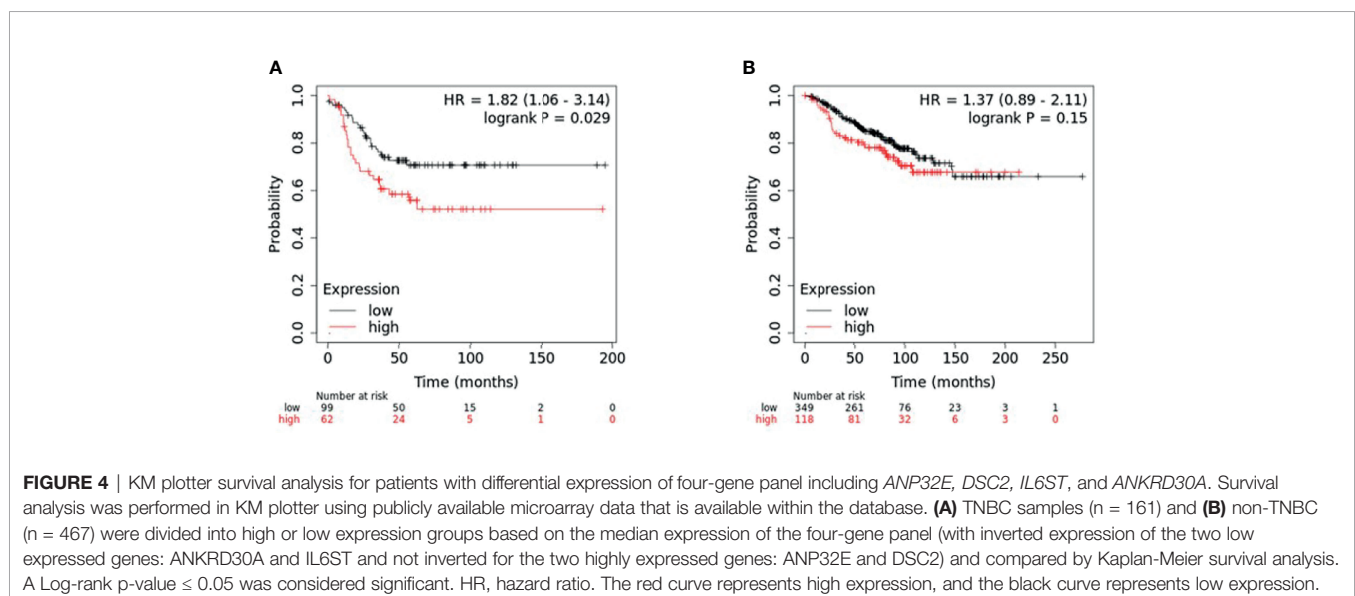 A
HR = 1.82 (1.06 - 3.14)
logrank P = 0.029
Probability
1.0
0.8
0.6
0.4
0.2
0.0
Expression
low
high
0 50 100 150 200
Time (months)
Number at risk
low 99 50 15 2 0
high 62 24 5 1 0
B
HR = 1.37 (0.89 - 2.11)
logrank P = 0.15
Probability
1.0
0.8
0.6
0.4
0.2
0.0
Expression
low
high
0 50 100 150 200 250
Time (months)
Number at risk
low 349 261 76 23 3 1
high 118 81 32 6 3 0
FIGURE 4 | KM plotter survival analysis for patients with differential expression of four-gene panel including ANP32E, DSC2, IL6ST, and ANKRD30A. Survival
analysis was performed in KM plotter using publicly available microarray data that is available within the database. (A) TNBC samples (n = 161) and (B) non-TNBC
(n = 467) were divided into high or low expression groups based on the median expression of the four-gene panel (with inverted expression of the two low
expressed genes: ANKRD30A and IL6ST and not inverted for the two highly expressed genes: ANP32E and DSC2) and compared by Kaplan-Meier survival analysis.
A Log-rank p-value ≤ 0.05 was considered significant. HR, hazard ratio. The red curve represents high expression, and the black curve represents low expression.